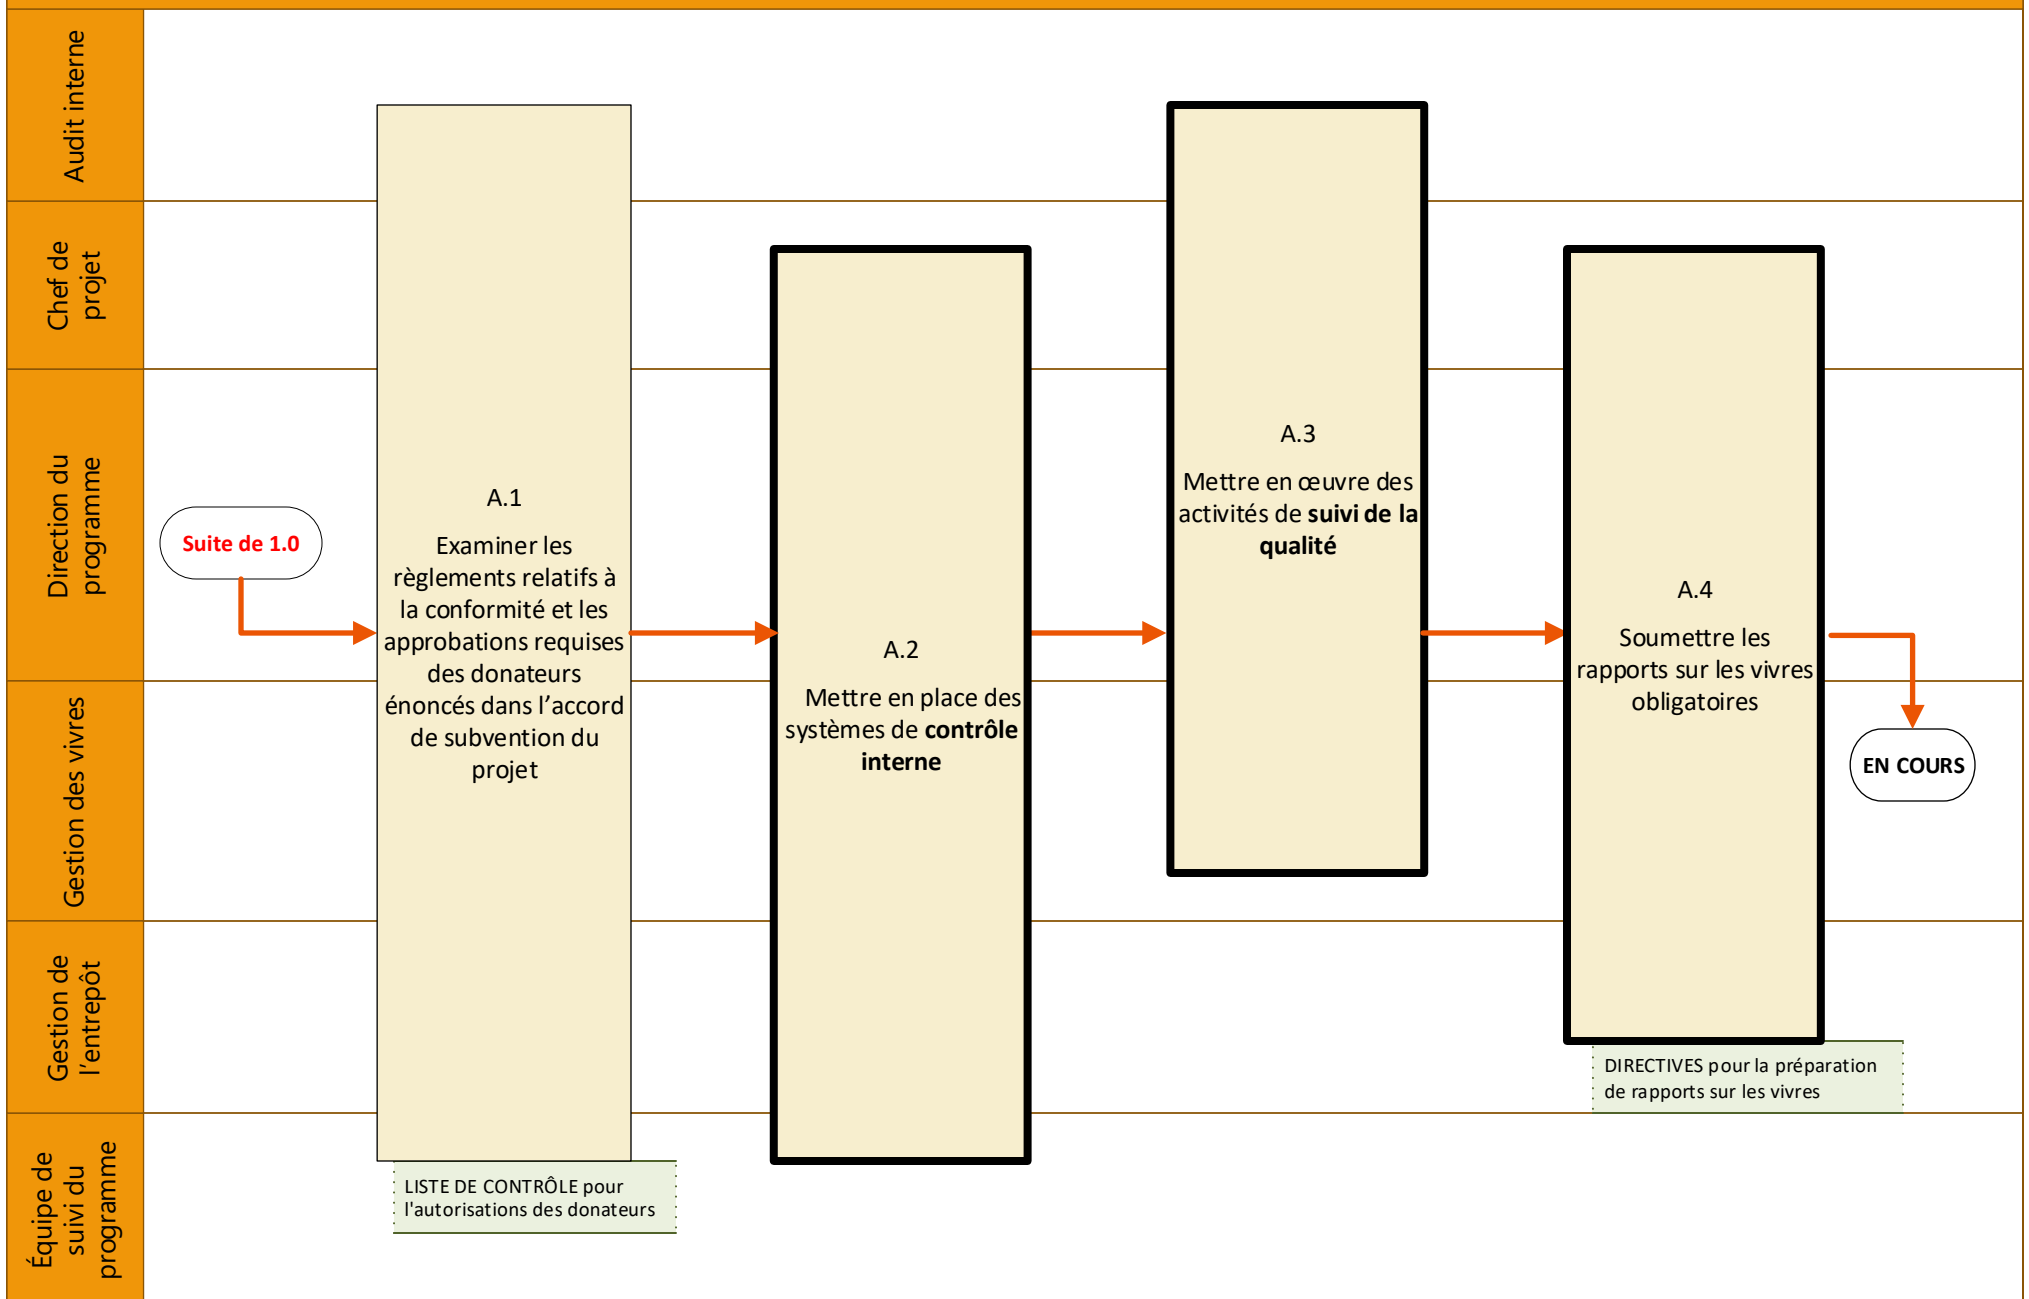 Audit interne
Chef de
projet
Direction du
programme
Gestion des vivres
Gestion de
l'entrepôt
Équipe de
suivi du
programme
Suite de 1.0
A.1
Examiner les
règlements relatifs à
la conformité et les
approbations requises
des donateurs
énoncés dans l’accord
de subvention du
projet
LISTE DE CONTRÔLE pour
l'autorisations des donateurs
A.2
Mettre en place des
systèmes de contrôle
interne
A.3
Mettre en œuvre des
activités de suivi de la
qualité
A.4
Soumettre les
rapports sur les vivres
obligatoires
DIRECTIVES pour la préparation
de rapports sur les vivres
EN COURS